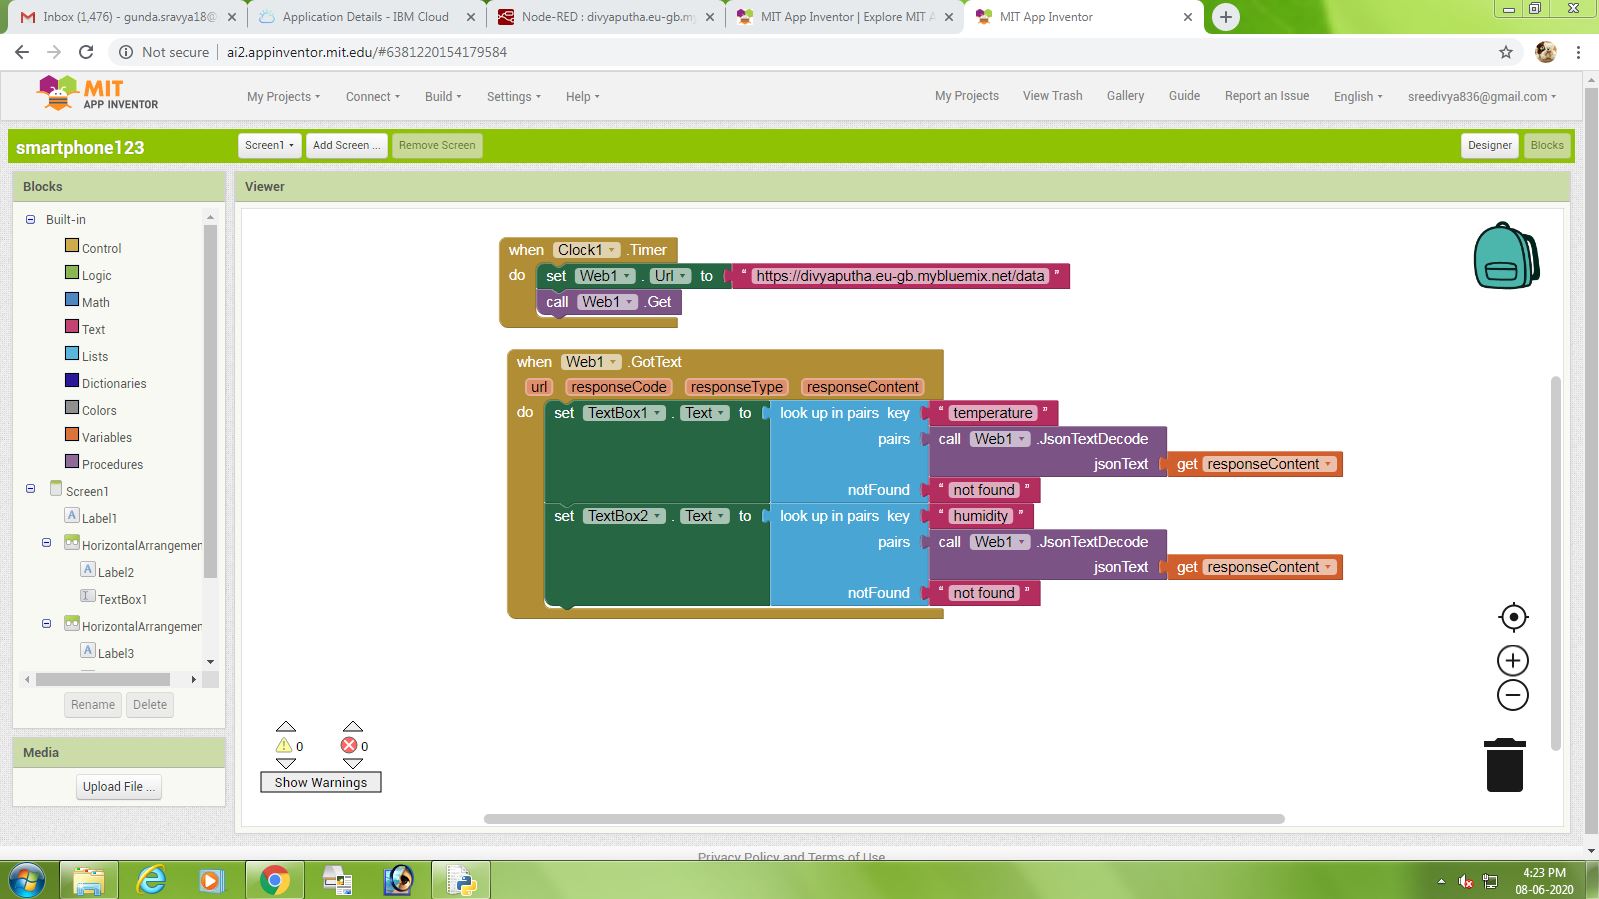 Inbox (1,476) - gunda.sravya18@
Application Details - IBM Cloud
Node-RED : divyaputha.eu-gb.my
MIT App Inventor | Explore MIT A
MIT App Inventor
Not secure | ai2.appinventor.mit.edu/#6381220154179584
MIT
APP INVENTOR
My Projects Connect Build Settings Help My Projects View Trash Gallery Guide Report an Issue English sreedivya836@gmail.com
smartphone123 Screen1 Add Screen ... Remove Screen Designer Blocks
Blocks
Built-in
Control
Logic
Math
Text
Lists
Dictionaries
Colors
Variables
Procedures
Screen1
Label1
HorizontalArrangemen
Label2
TextBox1
HorizontalArrangemen
Label3
Rename Delete
Media
Upload File ...
Viewer
when Clock1 .Timer
do set Web1 . Url to “ https://divyaputha.eu-gb.mybluemix.net/data ”
call Web1 .Get
when Web1 .GotText
url responseCode responseType responseContent
do set TextBox1 . Text to look up in pairs key “ temperature ”
pairs call Web1 .JsonTextDecode
jsonText get responseContent
notFound “ not found ”
set TextBox2 . Text to look up in pairs key “ humidity ”
pairs call Web1 .JsonTextDecode
jsonText get responseContent
notFound “ not found ”
0 0
Show Warnings
Privacy Policy and Terms of Use
4:23 PM
08-06-2020